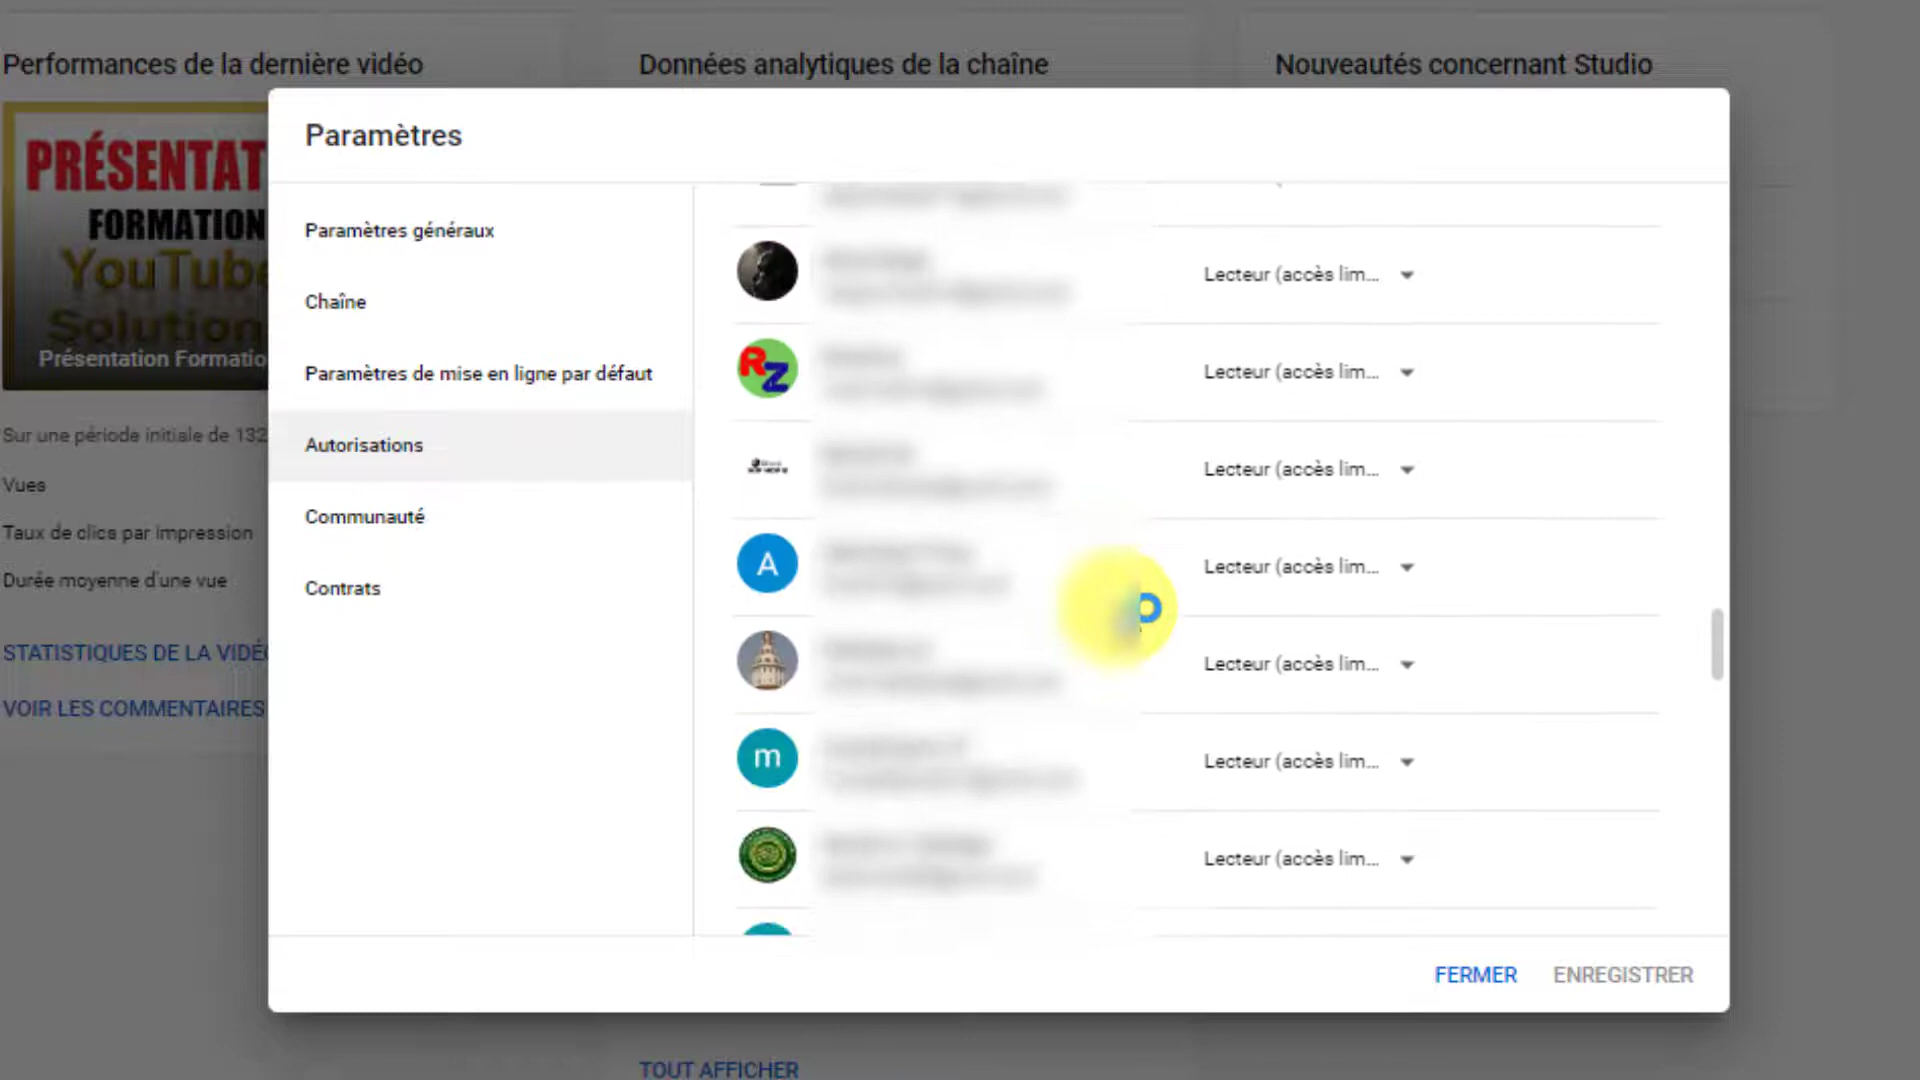 Performances de la dernière vidéo
Données analytiques de la chaîne
Nouveautés concernant Studio
PRÉSENTAT
FORMATION
YouTube
Solution
Présentation Formatio
Sur une période initiale de 132
Vues
Taux de clics par impression
Durée moyenne d'une vue
STATISTIQUES DE LA VIDÉO
VOIR LES COMMENTAIRES
Paramètres
Paramètres généraux
Chaîne
Paramètres de mise en ligne par défaut
Autorisations
Communauté
Contrats
Lecteur (accès lim...
RZ
Lecteur (accès lim...
Lecteur (accès lim...
A
Lecteur (accès lim...
Lecteur (accès lim...
m
Lecteur (accès lim...
Lecteur (accès lim...
FERMER
ENREGISTRER
TOUT AFFICHER